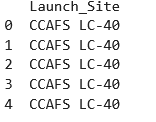 Launch_Site
0 CCAFS LC-40
1 CCAFS LC-40
2 CCAFS LC-40
3 CCAFS LC-40
4 CCAFS LC-40